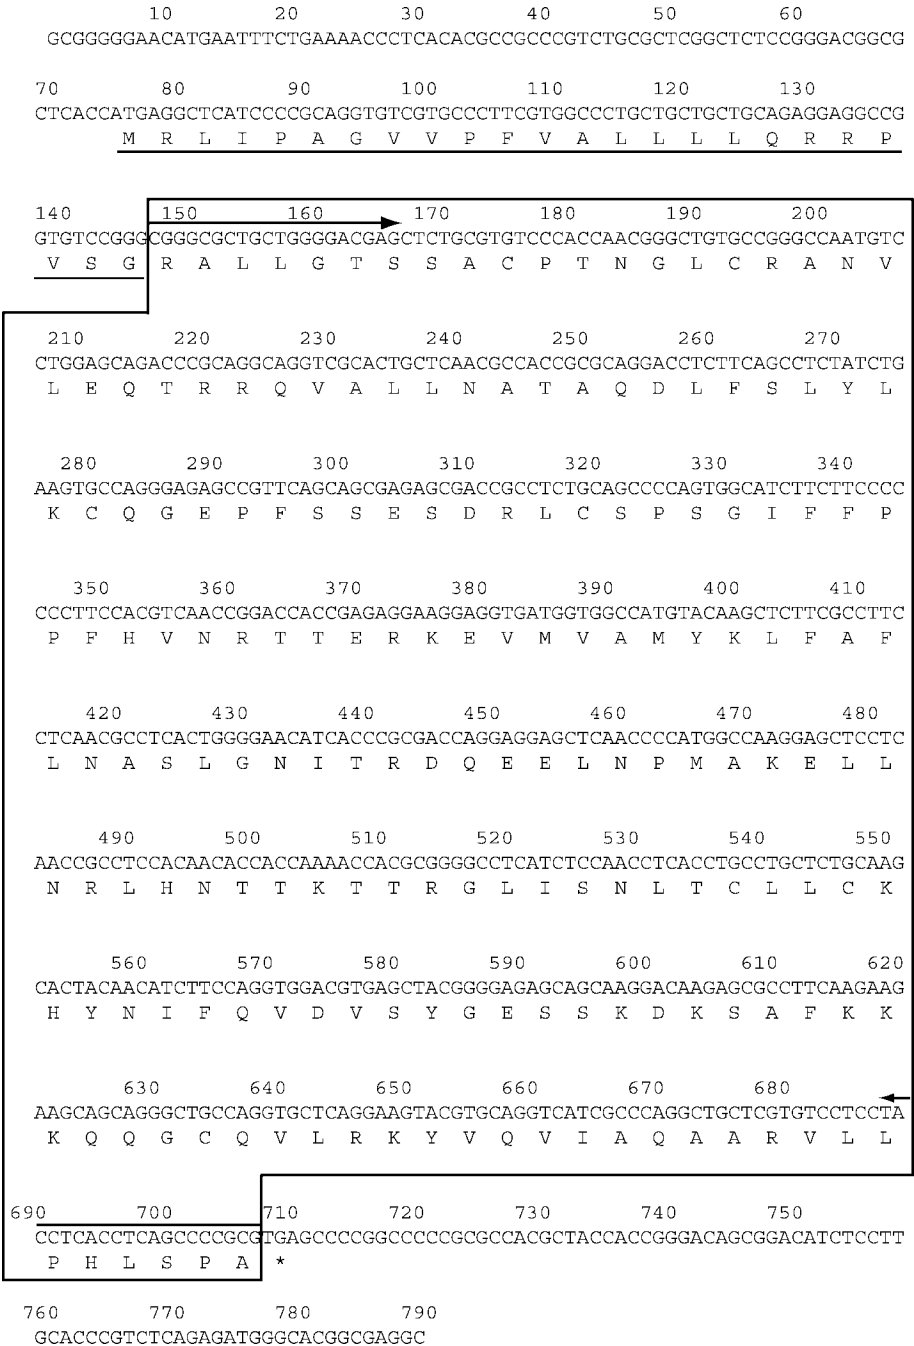 10 20 30 40 50 60
GCGGGGGAACATGAATTTCTGAAAACCCTCACACGCCGCCCGTCTGCGCTCGGCTCTCCGGGACGGCG
70 80 90 100 110 120 130
CTCACCATGAGGCTCATCCCCGCAGGTGTCGTGCCCTTCGTGGCCCTGCTGCTGCTGCAGAGGAGGCCG
M R L I P A G V V P F V A L L L L Q R R P
140 150 160 170 180 190 200
GTGTCCGGGCGGGCGCTGCTGGGGACGAGCTCTGCGTGTCCCACCAACGGGCTGTGCCGGGCCAATGTC
V S G R A L L G T S S A C P T N G L C R A N V
210 220 230 240 250 260 270
CTGGAGCAGACCCGCAGGCAGGTCGCACTGCTCAACGCCACCGCGCAGGACCTCTTCAGCCTCTATCTG
L E Q T R R Q V A L L N A T A Q D L F S L Y L
280 290 300 310 320 330 340
AAGTGCCAGGGAGAGCCGTTCAGCAGCGAGAGCGACCGCCTCTGCAGCCCCAGTGGCATCTTCTTCCCC
K C Q G E P F S S E S D R L C S P S G I F F P
350 360 370 380 390 400 410
CCCTTCCACGTCAACCGGACCACCGAGAGGAAGGAGGTGATGGTGGCCATGTACAAGCTCTTCGCCTTC
P F H V N R T T E R K E V M V A M Y K L F A F
420 430 440 450 460 470 480
CTCAACGCCTCACTGGGGAACATCACCCGCGACCAGGAGGAGCTCAACCCCATGGCCAAGGAGCTCCTC
L N A S L G N I T R D Q E E L N P M A K E L L
490 500 510 520 530 540 550
AACCGCCTCCACAACACCACCAAAACCACGCGGGGCCTCATCTCCAACCTCACCTGCCTGCTCTGCAAG
N R L H N T T K T T R G L I S N L T C L L C K
560 570 580 590 600 610 620
CACTACAACATCTTCCAGGTGGACGTGAGCTACGGGGAGAGCAGCAAGGACAAGAGCGCCTTCAAGAAG
H Y N I F Q V D V S Y G E S S K D K S A F K K
630 640 650 660 670 680
AAGCAGCAGGGCTGCCAGGTGCTCAGGAAGTACGTGCAGGTCATCGCCCAGGCTGCTCGTGTCCTCCTA
K Q Q G C Q V L R K Y V Q V I A Q A A R V L L
690 700 710 720 730 740 750
CCTCACCTCAGCCCCGCGTGAGCCCCGGCCCCCGCGCCACGCTACCACCGGGACAGCGGACATCTCCTT
P H L S P A *
760 770 780 790
GCACCCGTCTCAGAGATGGGCACGGCGAGGC